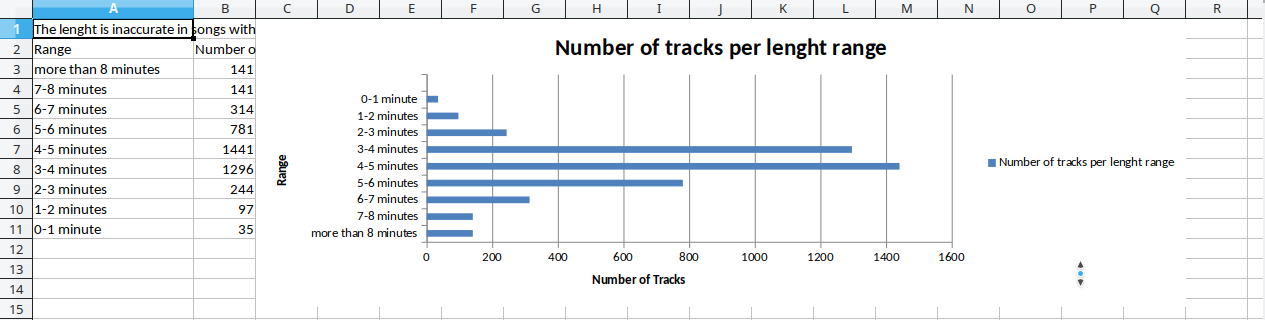 A B C D E F G H I J K L M N O P Q R
1 The lenght is inaccurate in songs with
2 Range Number o
3 more than 8 minutes 141
4 7-8 minutes 141
5 6-7 minutes 314
6 5-6 minutes 781
7 4-5 minutes 1441
8 3-4 minutes 1296
9 2-3 minutes 244
10 1-2 minutes 97
11 0-1 minute 35
12
13
14
15
Number of tracks per lenght range
Range
0-1 minute
1-2 minutes
2-3 minutes
3-4 minutes
4-5 minutes
5-6 minutes
6-7 minutes
7-8 minutes
more than 8 minutes
0 200 400 600 800 1000 1200 1400 1600
Number of Tracks
Number of tracks per lenght range